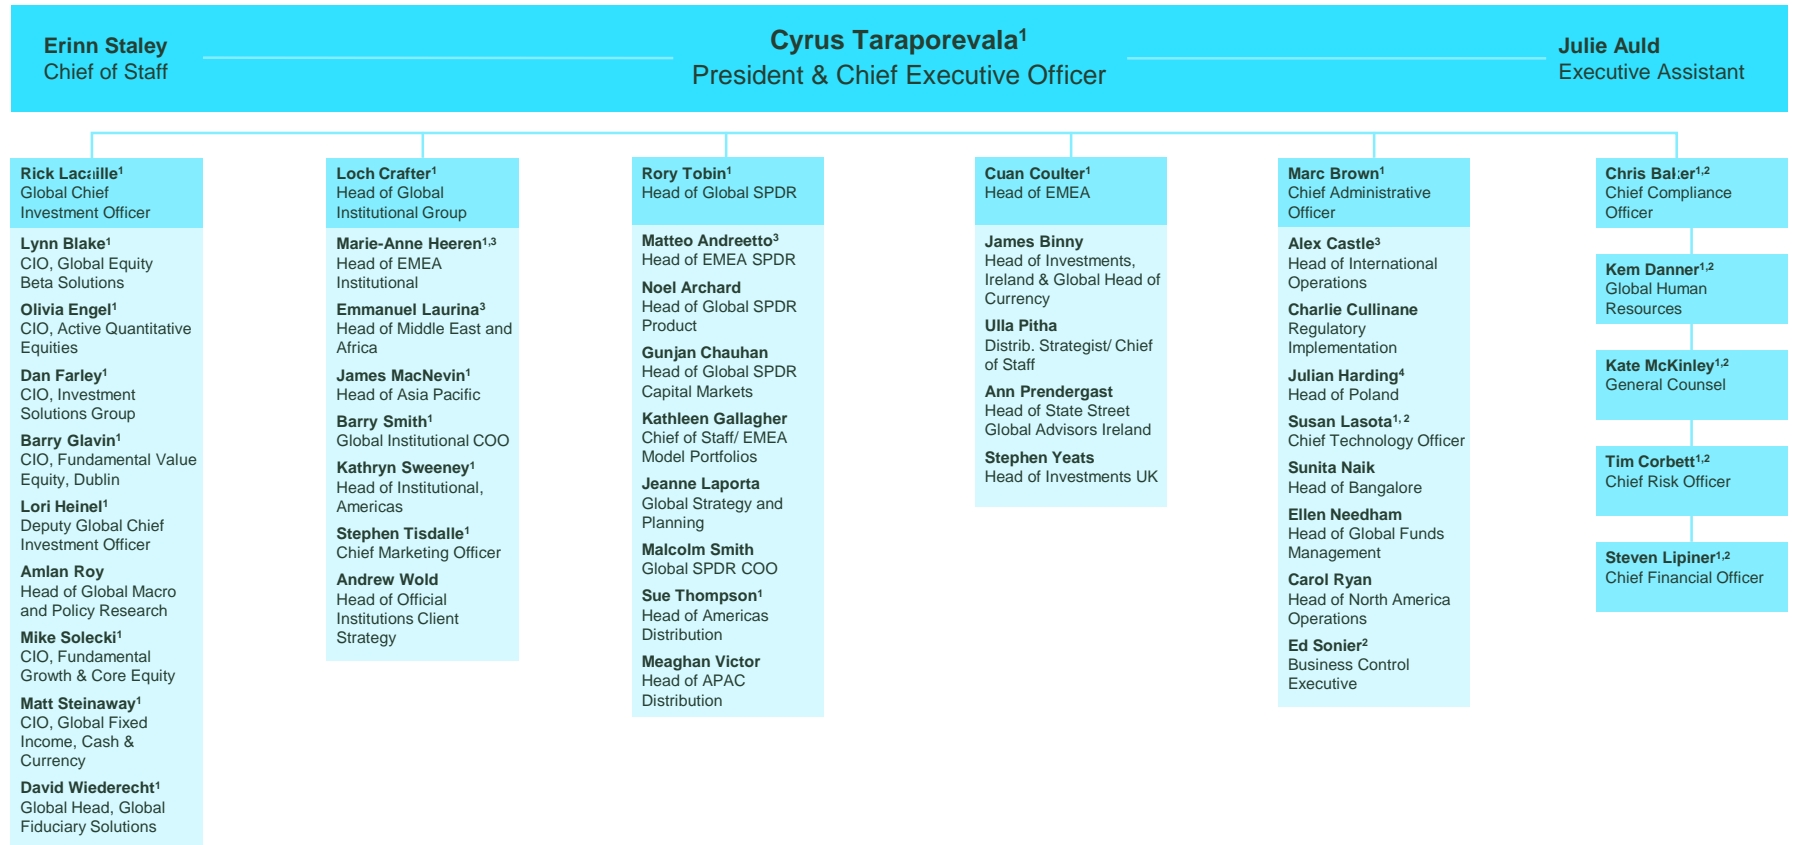 Erinn Staley
Chief of Staff
Cyrus Taraporevala¹
President & Chief Executive Officer
Julie Auld
Executive Assistant
Rick Lacaille¹
Global Chief
Investment Officer
Lynn Blake¹
CIO, Global Equity
Beta Solutions
Olivia Engel¹
CIO, Active Quantitative
Equities
Dan Farley¹
CIO, Investment
Solutions Group
Barry Glavin¹
CIO, Fundamental Value
Equity, Dublin
Lori Heinel¹
Deputy Global Chief
Investment Officer
Amlan Roy
Head of Global Macro
and Policy Research
Mike Solecki¹
CIO, Fundamental
Growth & Core Equity
Matt Steinaway¹
CIO, Global Fixed
Income, Cash &
Currency
David Wiederecht¹
Global Head, Global
Fiduciary Solutions
Loch Crafter¹
Head of Global
Institutional Group
Marie-Anne Heeren¹,³
Head of EMEA
Institutional
Emmanuel Laurina³
Head of Middle East and
Africa
James MacNevin¹
Head of Asia Pacific
Barry Smith¹
Global Institutional COO
Kathryn Sweeney¹
Head of Institutional,
Americas
Stephen Tisdalle¹
Chief Marketing Officer
Andrew Wold
Head of Official
Institutions Client
Strategy
Rory Tobin¹
Head of Global SPDR
Matteo Andreetto³
Head of EMEA SPDR
Noel Archard
Head of Global SPDR
Product
Gunjan Chauhan
Head of Global SPDR
Capital Markets
Kathleen Gallagher
Chief of Staff/ EMEA
Model Portfolios
Jeanne Laporta
Global Strategy and
Planning
Malcolm Smith
Global SPDR COO
Sue Thompson¹
Head of Americas
Distribution
Meaghan Victor
Head of APAC
Distribution
Cuan Coulter¹
Head of EMEA
James Binny
Head of Investments,
Ireland & Global Head of
Currency
Ulla Pitha
Distrib. Strategist/ Chief
of Staff
Ann Prendergast
Head of State Street
Global Advisors Ireland
Stephen Yeats
Head of Investments UK
Marc Brown¹
Chief Administrative
Officer
Alex Castle³
Head of International
Operations
Charlie Cullinane
Regulatory
Implementation
Julian Harding⁴
Head of Poland
Susan Lasota¹, ²
Chief Technology Officer
Sunita Naik
Head of Bangalore
Ellen Needham
Head of Global Funds
Management
Carol Ryan
Head of North America
Operations
Ed Sonier²
Business Control
Executive
Chris Baker¹,²
Chief Compliance
Officer
Kem Danner¹,²
Global Human
Resources
Kate McKinley¹,²
General Counsel
Tim Corbett¹,²
Chief Risk Officer
Steven Lipiner¹,²
Chief Financial Officer